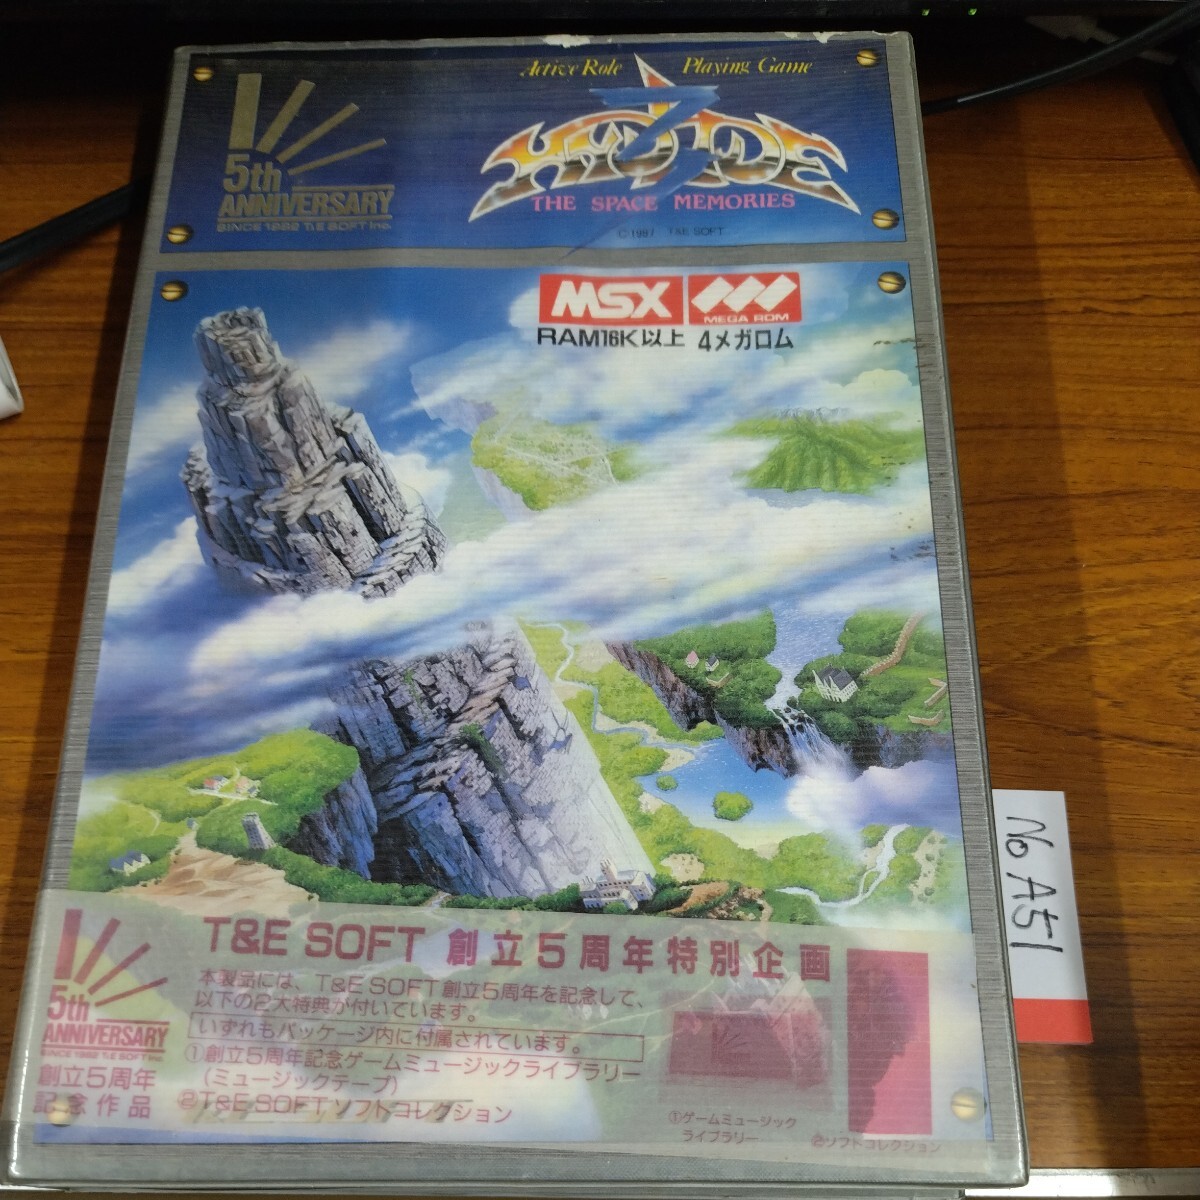 Active Role Playing Game
5th
ANNIVERSARY
SINCE 1982 T&E SOFT Inc.
HYDLIDE 3
THE SPACE MEMORIES
©1987 T&E SOFT
MSX
MEGA ROM
RAM16K以上 4メガロム
No A51
T&E SOFT 創立5周年特別企画
本製品には、T&E SOFT創立5周年を記念して、
以下の2大特典が付いています。
いずれもパッケージ内に付属されています。
①創立5周年記念ゲームミュージックライブラリー
(ミュージックテープ)
②T&E SOFTソフトコレクション
5th
ANNIVERSARY
SINCE 1982 T&E SOFT Inc.
創立5周年
記念作品
①ゲームミュージック
ライブラリー
②ソフトコレクション